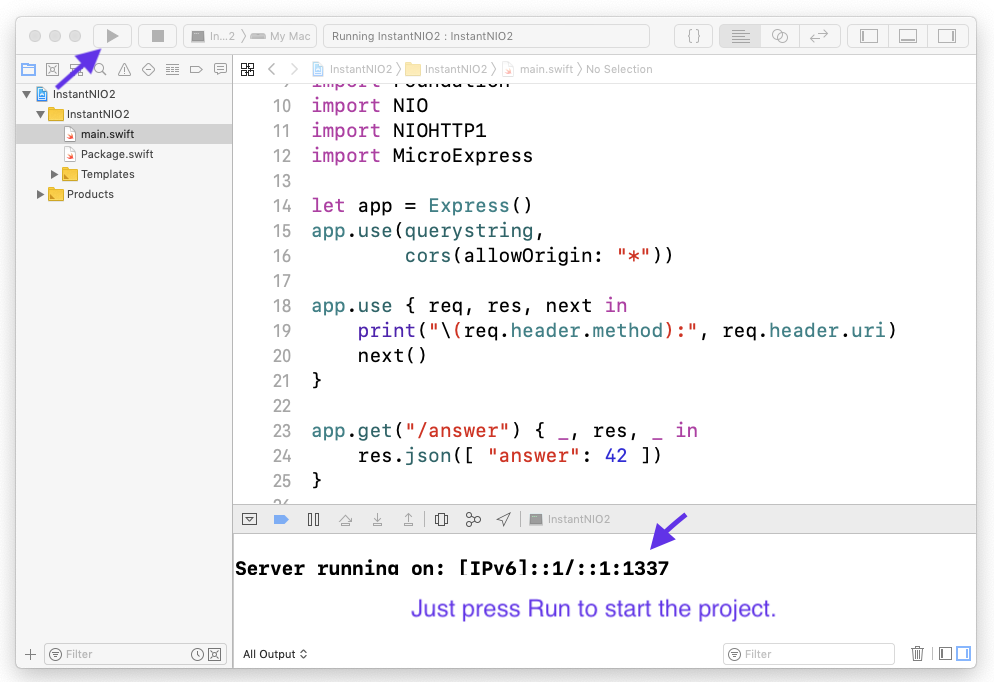 In...2 〉 My Mac
Running InstantNIO2 : InstantNIO2
InstantNIO2 〉 InstantNIO2 〉 main.swift 〉 No Selection
InstantNIO2
InstantNIO2
main.swift
Package.swift
Templates
Products
9 import Foundation
10 import NIO
11 import NIOHTTP1
12 import MicroExpress
13
14 let app = Express()
15 app.use(querystring,
16         cors(allowOrigin: "*"))
17
18 app.use { req, res, next in
19     print("\(req.header.method):", req.header.uri)
20     next()
21 }
22
23 app.get("/answer") { _, res, _ in
24     res.json([ "answer": 42 ])
25 }
26
InstantNIO2
Server running on: [IPv6]::1/::1:1337
Just press Run to start the project.
Filter
All Output
Filter